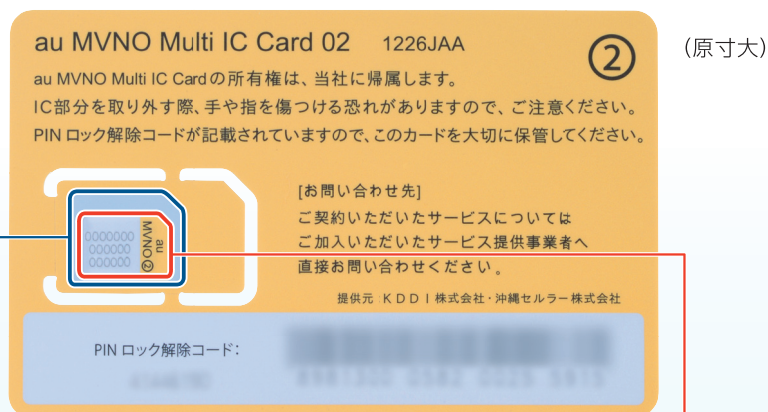 au MVNO Multi IC Card 02 1226JAA ②
（原寸大）
au MVNO Multi IC Cardの所有権は、当社に帰属します。
IC部分を取り外す際、手や指を傷つける恐れがありますので、ご注意ください。
PIN ロック解除コードが記載されていますので、このカードを大切に保管してください。
[お問い合わせ先]
ご契約いただいたサービスについては
ご加入いただいたサービス提供事業者へ
直接お問い合わせください。
提供元 KDDI株式会社・沖縄セルラー株式会社
0000000
000000
000000
au
MVNO②
PIN ロック解除コード：